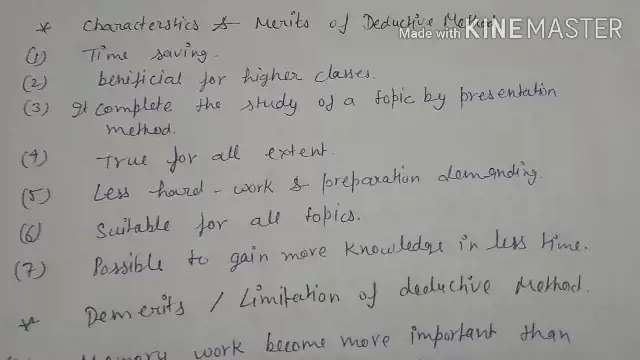 * Characterstics & Merits of Deductive Method
Made with KINEMASTER
(1) Time saving.
(2) benificial for higher classes.
(3) It complete the study of a topic by presentation
method.
(4) True for all extent.
(5) Less hard-work & preparation demanding.
(6) Suitable for all topics.
(7) Possible to gain more knowledge in less time.
* Demerits / Limitation of deductive Method.
Memory work become more important than